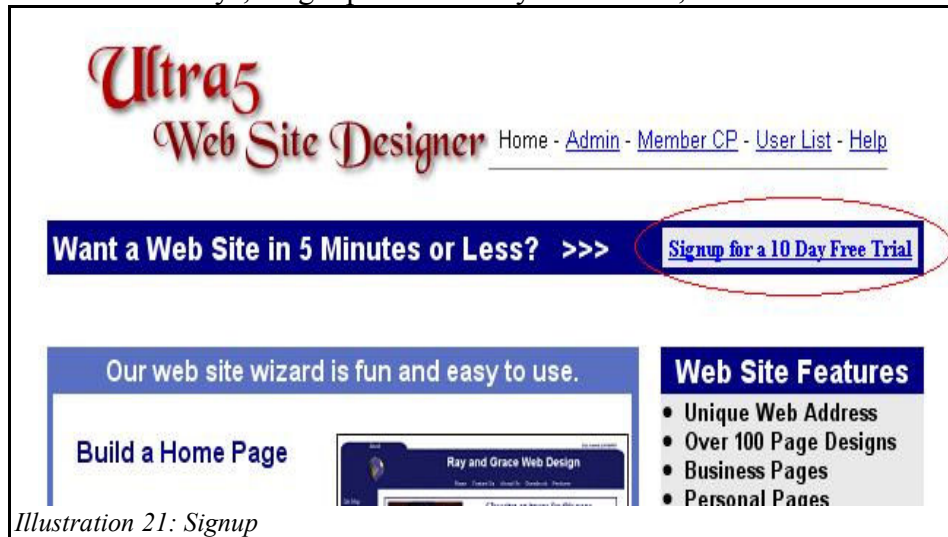 Ultra5
Web Site Designer
Home - Admin - Member CP - User List - Help
Want a Web Site in 5 Minutes or Less? >>>
Signup for a 10 Day Free Trial
Our web site wizard is fun and easy to use.
Build a Home Page
Ray and Grace Web Design
Web Site Features
• Unique Web Address
• Over 100 Page Designs
• Business Pages
• Personal Pages
Illustration 21: Signup